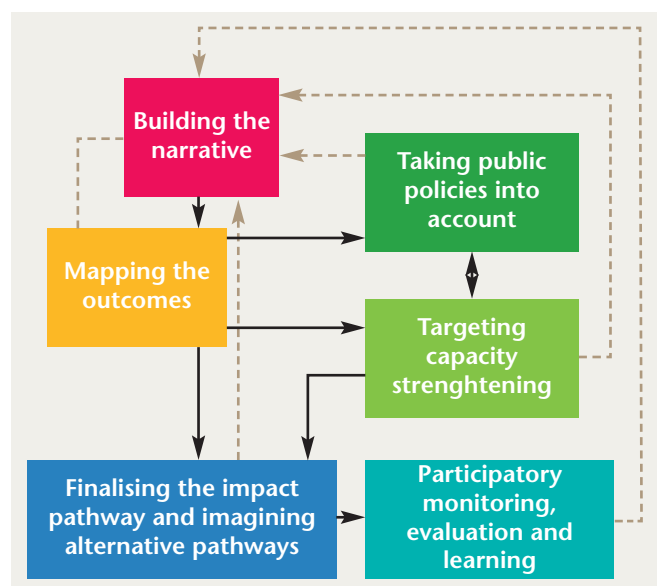 Building the
narrative
Taking public
policies into
account
Mapping the
outcomes
Targeting
capacity
strenghtening
Finalising the impact
pathway and imagining
alternative pathways
Participatory
monitoring,
evaluation and
learning